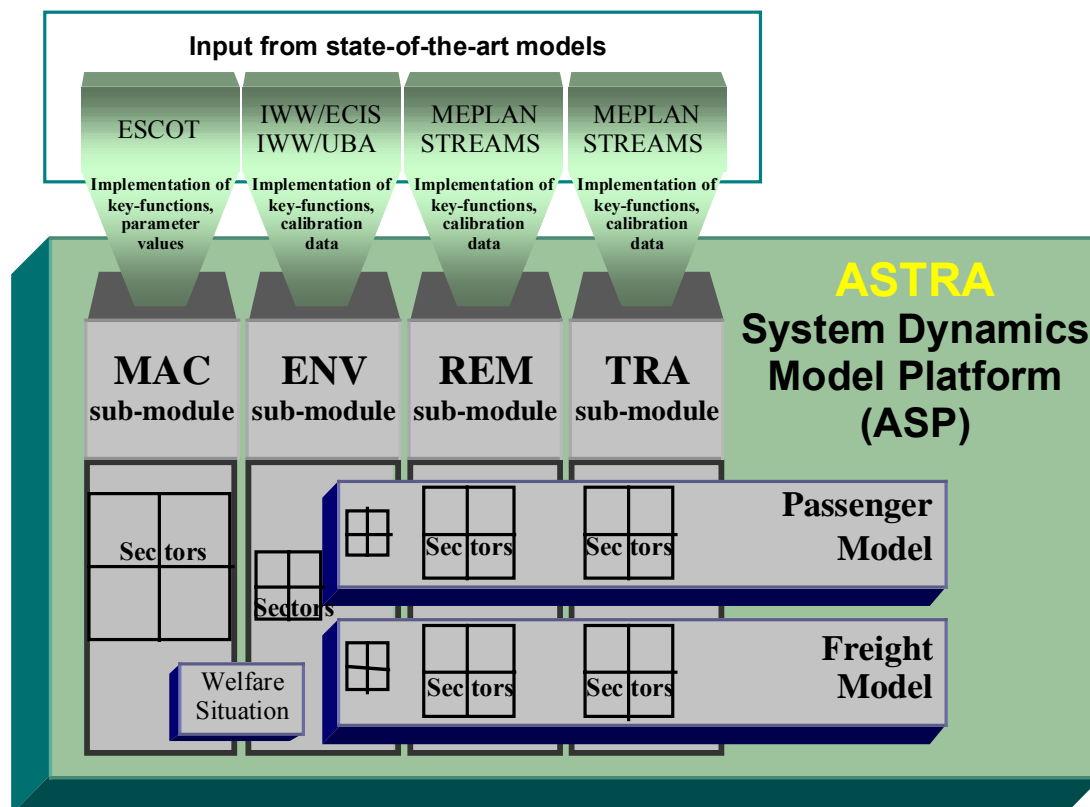 Input from state-of-the-art models
ESCOT
IWW/ECIS
IWW/UBA
MEPLAN
STREAMS
MEPLAN
STREAMS
Implementation of
key-functions,
parameter
values
Implementation of
key-functions,
calibration
data
Implementation of
key-functions,
calibration
data
Implementation of
key-functions,
calibration
data
ASTRA
System Dynamics
Model Platform
(ASP)
MAC
sub-module
ENV
sub-module
REM
sub-module
TRA
sub-module
Sectors
Sectors
Sectors
Sectors
Passenger
Model
Sectors
Sectors
Freight
Model
Welfare
Situation